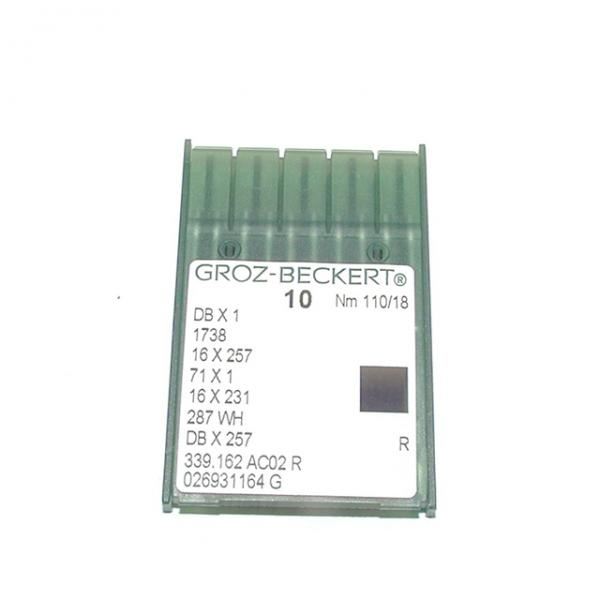 GROZ-BECKERT®
10 Nm 110/18
DB X 1
1738
16 X 257
71 X 1
16 X 231
287 WH
DB X 257
R
339.162 AC02 R
026931164 G